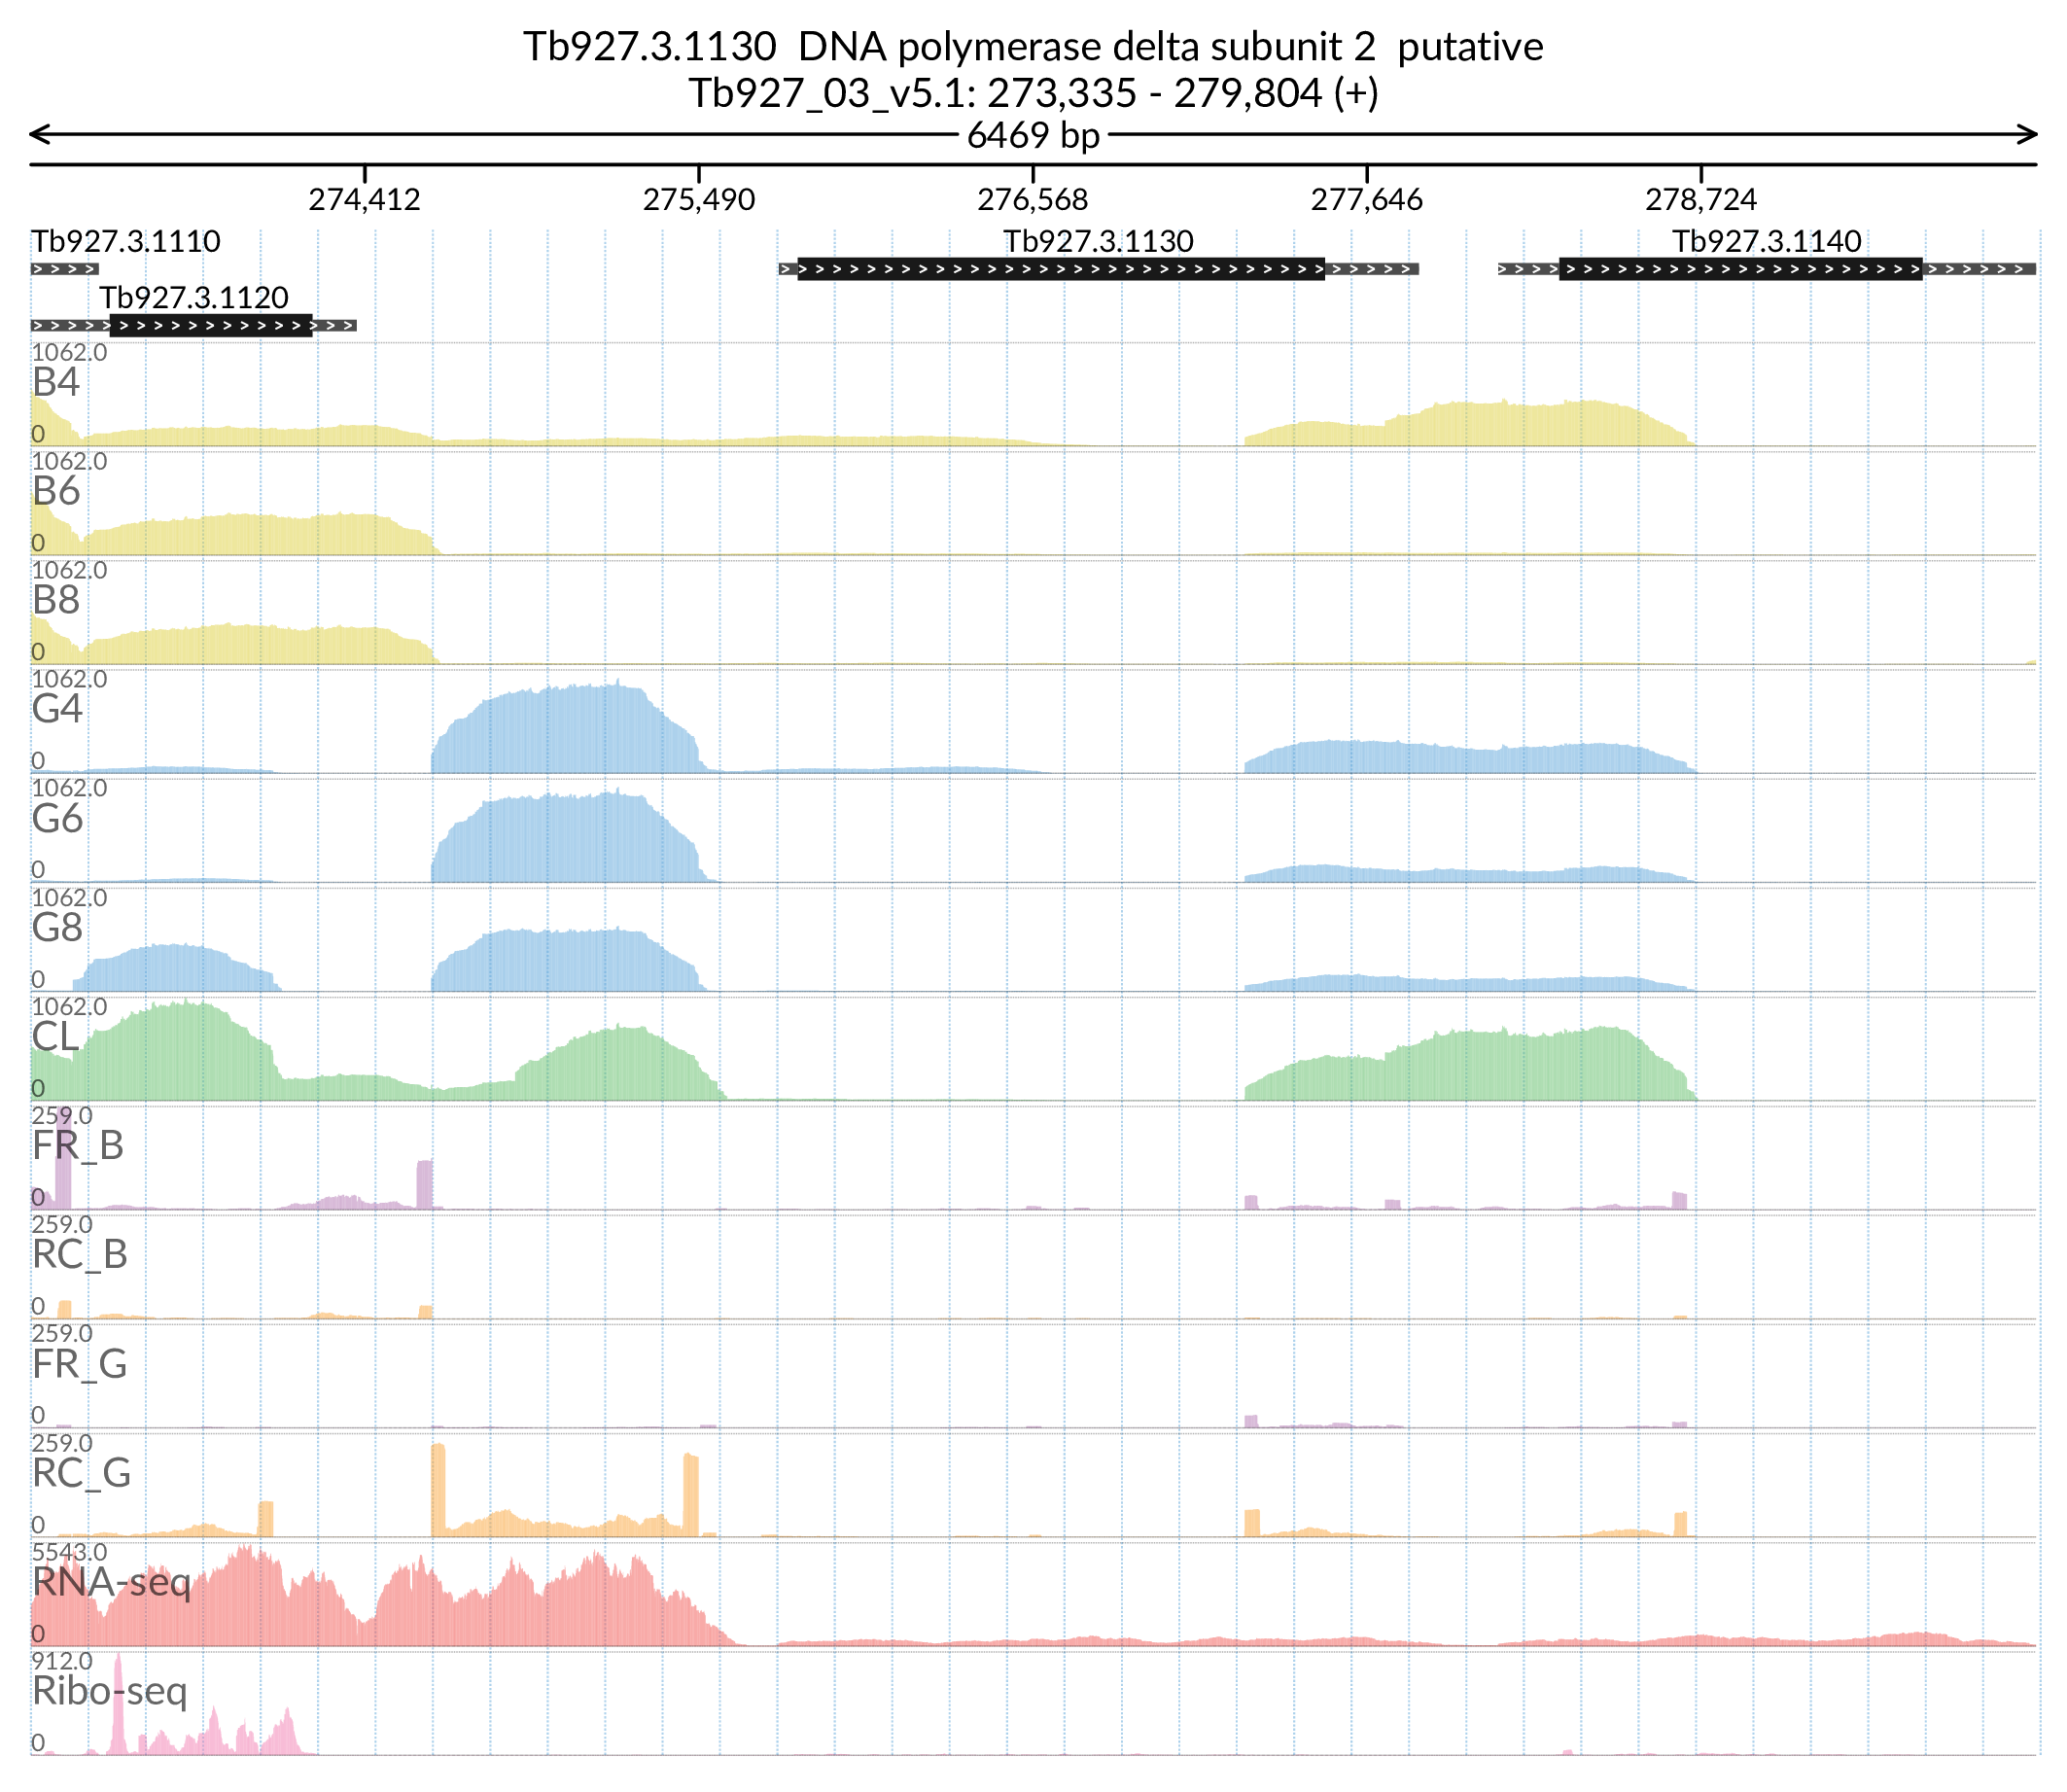 Tb927.3.1130  DNA polymerase delta subunit 2  putative
Tb927_03_v5.1: 273,335 - 279,804 (+)
6469 bp
274,412 275,490 276,568 277,646 278,724
Tb927.3.1110 Tb927.3.1130 Tb927.3.1140
Tb927.3.1120
1062.0
B4
0
1062.0
B6
0
1062.0
B8
0
1062.0
G4
0
1062.0
G6
0
1062.0
G8
0
1062.0
CL
0
259.0
FR_B
0
259.0
RC_B
0
259.0
FR_G
0
259.0
RC_G
0
5543.0
RNA-seq
0
912.0
Ribo-seq
0